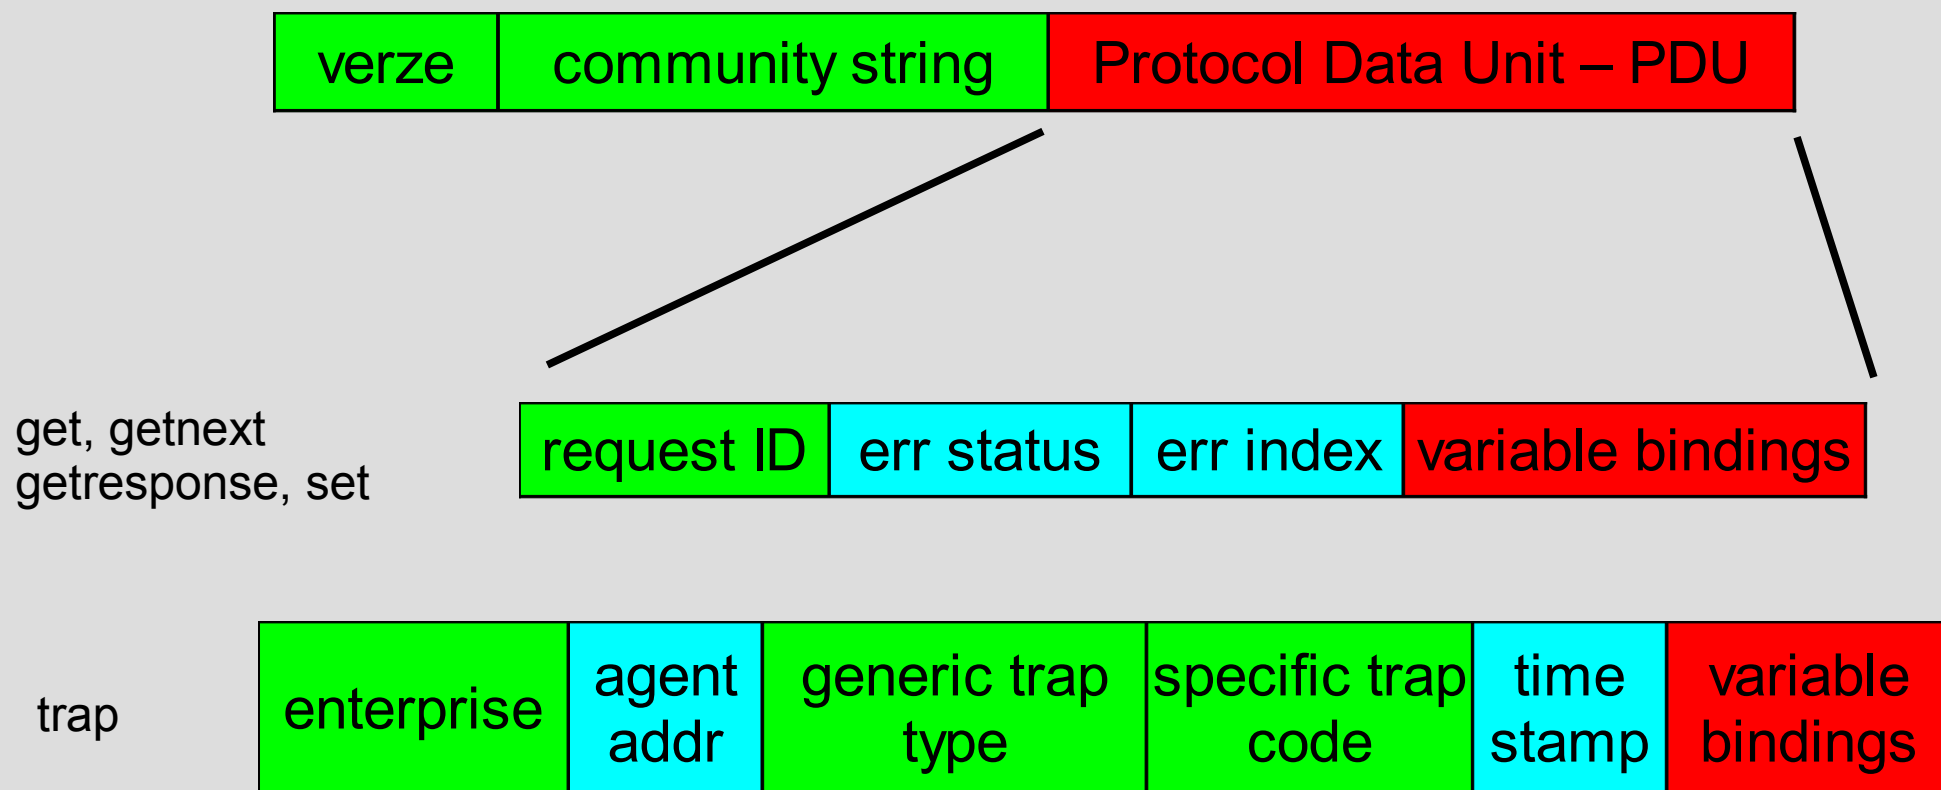 verze community string Protocol Data Unit – PDU
get, getnext
getresponse, set
request ID err status err index variable bindings
trap
enterprise
agent
addr
generic trap
type
specific trap
code
time
stamp
variable
bindings